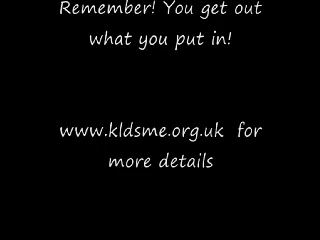 Remember! You get out
what you put in!
www.kldsme.org.uk for
more details